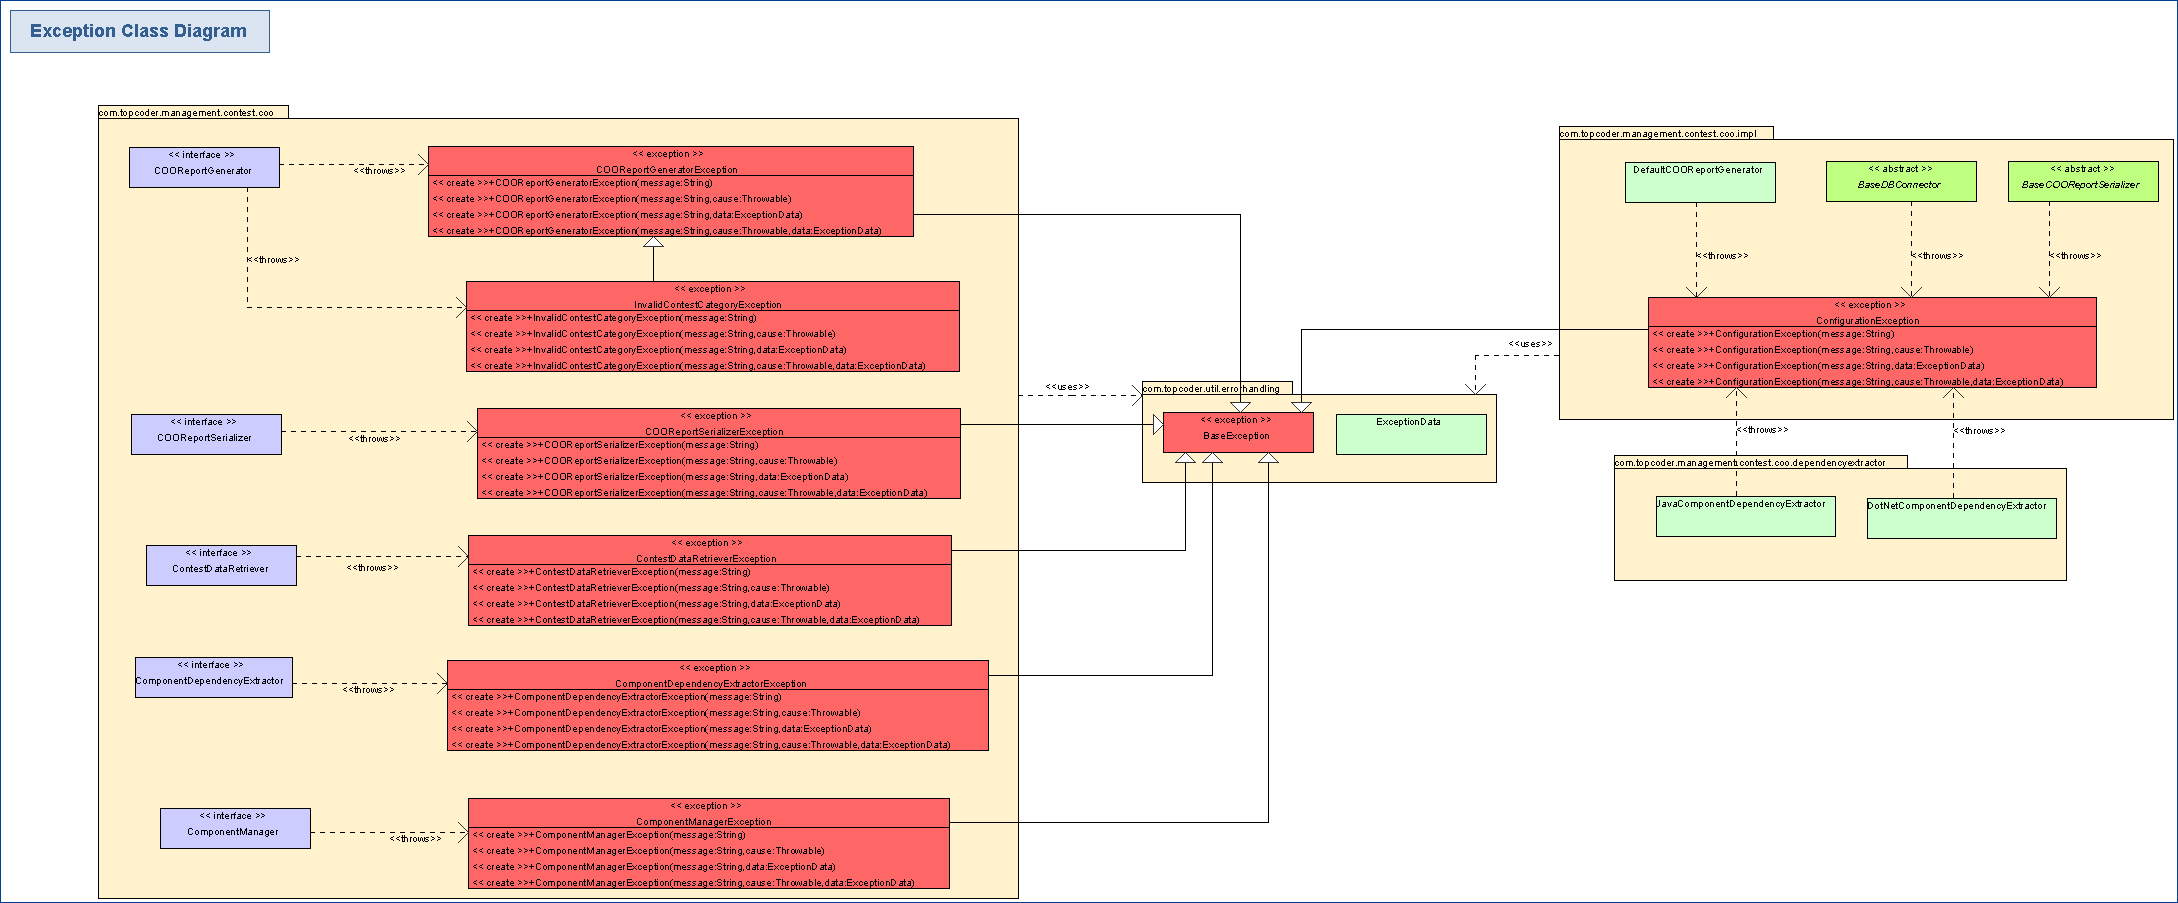 Exception Class Diagram
com.topcoder.management.contest.coo
<< interface >>
COOReportGenerator
<<throws>>
<<throws>>
<< exception >>
COOReportGeneratorException
<< create >>+COOReportGeneratorException(message:String)
<< create >>+COOReportGeneratorException(message:String,cause:Throwable)
<< create >>+COOReportGeneratorException(message:String,data:ExceptionData)
<< create >>+COOReportGeneratorException(message:String,cause:Throwable,data:ExceptionData)
<< exception >>
InvalidContestCategoryException
<< create >>+InvalidContestCategoryException(message:String)
<< create >>+InvalidContestCategoryException(message:String,cause:Throwable)
<< create >>+InvalidContestCategoryException(message:String,data:ExceptionData)
<< create >>+InvalidContestCategoryException(message:String,cause:Throwable,data:ExceptionData)
<< interface >>
COOReportSerializer
<<throws>>
<< exception >>
COOReportSerializerException
<< create >>+COOReportSerializerException(message:String)
<< create >>+COOReportSerializerException(message:String,cause:Throwable)
<< create >>+COOReportSerializerException(message:String,data:ExceptionData)
<< create >>+COOReportSerializerException(message:String,cause:Throwable,data:ExceptionData)
<< interface >>
ContestDataRetriever
<<throws>>
<< exception >>
ContestDataRetrieverException
<< create >>+ContestDataRetrieverException(message:String)
<< create >>+ContestDataRetrieverException(message:String,cause:Throwable)
<< create >>+ContestDataRetrieverException(message:String,data:ExceptionData)
<< create >>+ContestDataRetrieverException(message:String,cause:Throwable,data:ExceptionData)
<< interface >>
ComponentDependencyExtractor
<<throws>>
<< exception >>
ComponentDependencyExtractorException
<< create >>+ComponentDependencyExtractorException(message:String)
<< create >>+ComponentDependencyExtractorException(message:String,cause:Throwable)
<< create >>+ComponentDependencyExtractorException(message:String,data:ExceptionData)
<< create >>+ComponentDependencyExtractorException(message:String,cause:Throwable,data:ExceptionData)
<< interface >>
ComponentManager
<<throws>>
<< exception >>
ComponentManagerException
<< create >>+ComponentManagerException(message:String)
<< create >>+ComponentManagerException(message:String,cause:Throwable)
<< create >>+ComponentManagerException(message:String,data:ExceptionData)
<< create >>+ComponentManagerException(message:String,cause:Throwable,data:ExceptionData)
<<uses>>
com.topcoder.util.errorhandling
<< exception >>
BaseException
ExceptionData
<<uses>>
com.topcoder.management.contest.coo.impl
DefaultCOOReportGenerator
<< abstract >>
BaseDBConnector
<< abstract >>
BaseCOOReportSerializer
<<throws>>
<<throws>>
<<throws>>
<< exception >>
ConfigurationException
<< create >>+ConfigurationException(message:String)
<< create >>+ConfigurationException(message:String,cause:Throwable)
<< create >>+ConfigurationException(message:String,data:ExceptionData)
<< create >>+ConfigurationException(message:String,cause:Throwable,data:ExceptionData)
<<throws>>
<<throws>>
com.topcoder.management.contest.coo.dependencyextractor
JavaComponentDependencyExtractor
DotNetComponentDependencyExtractor